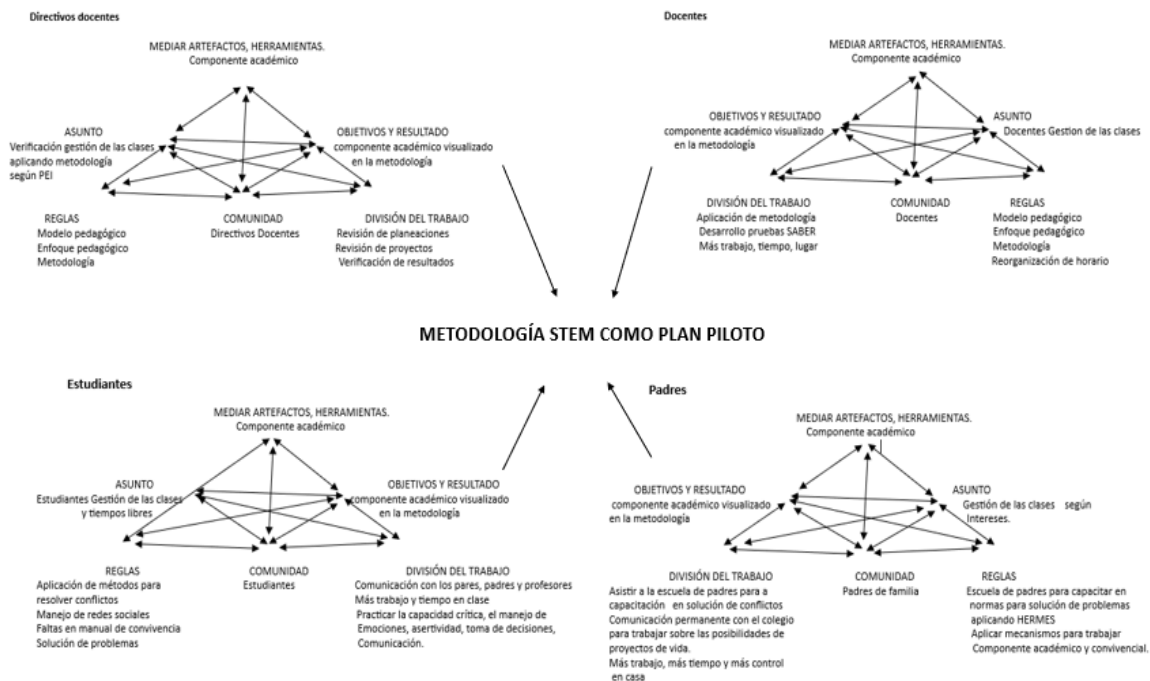 Directivos docentes
MEDIAR ARTEFACTOS, HERRAMIENTAS.
Componente académico
ASUNTO
Verificación gestión de las clases
aplicando metodología
según PEI
OBJETIVOS Y RESULTADO
componente académico visualizado
en la metodología
REGLAS
Modelo pedagógico
Enfoque pedagógico
Metodología
COMUNIDAD
Directivos Docentes
DIVISIÓN DEL TRABAJO
Revisión de planeaciones
Revisión de proyectos
Verificación de resultados
Docentes
MEDIAR ARTEFACTOS, HERRAMIENTAS.
Componente académico
OBJETIVOS Y RESULTADO
componente académico visualizado
en la metodología
ASUNTO
Docentes Gestion de las clases
DIVISIÓN DEL TRABAJO
Aplicación de metodología
Desarrollo pruebas SABER
Más trabajo, tiempo, lugar
COMUNIDAD
Docentes
REGLAS
Modelo pedagógico
Enfoque pedagógico
Metodología
Reorganización de horario
METODOLOGÍA STEM COMO PLAN PILOTO
Estudiantes
MEDIAR ARTEFACTOS, HERRAMIENTAS.
Componente académico
ASUNTO
Estudiantes Gestión de las clases
y tiempos libres
OBJETIVOS Y RESULTADO
componente académico visualizado
en la metodología
REGLAS
Aplicación de métodos para
resolver conflictos
Manejo de redes sociales
Faltas en manual de convivencia
Solución de problemas
COMUNIDAD
Estudiantes
DIVISIÓN DEL TRABAJO
Comunicación con los pares, padres y profesores
Más trabajo y tiempo en clase
Practicar la capacidad crítica, el manejo de
Emociones, asertividad, toma de decisiones,
Comunicación.
Padres
MEDIAR ARTEFACTOS, HERRAMIENTAS.
Componente académico
OBJETIVOS Y RESULTADO
componente académico visualizado
en la metodología
ASUNTO
Gestión de las clases según
Intereses.
DIVISIÓN DEL TRABAJO
Asistir a la escuela de padres para a
capacitación en solución de conflictos
Comunicación permanente con el colegio
para trabajar sobre las posibilidades de
proyectos de vida.
Más trabajo, más tiempo y más control
en casa
COMUNIDAD
Padres de familia
REGLAS
Escuela de padres para capacitar en
normas para solución de problemas
aplicando HERMES
Aplicar mecanismos para trabajar
Componente académico y convivencial.